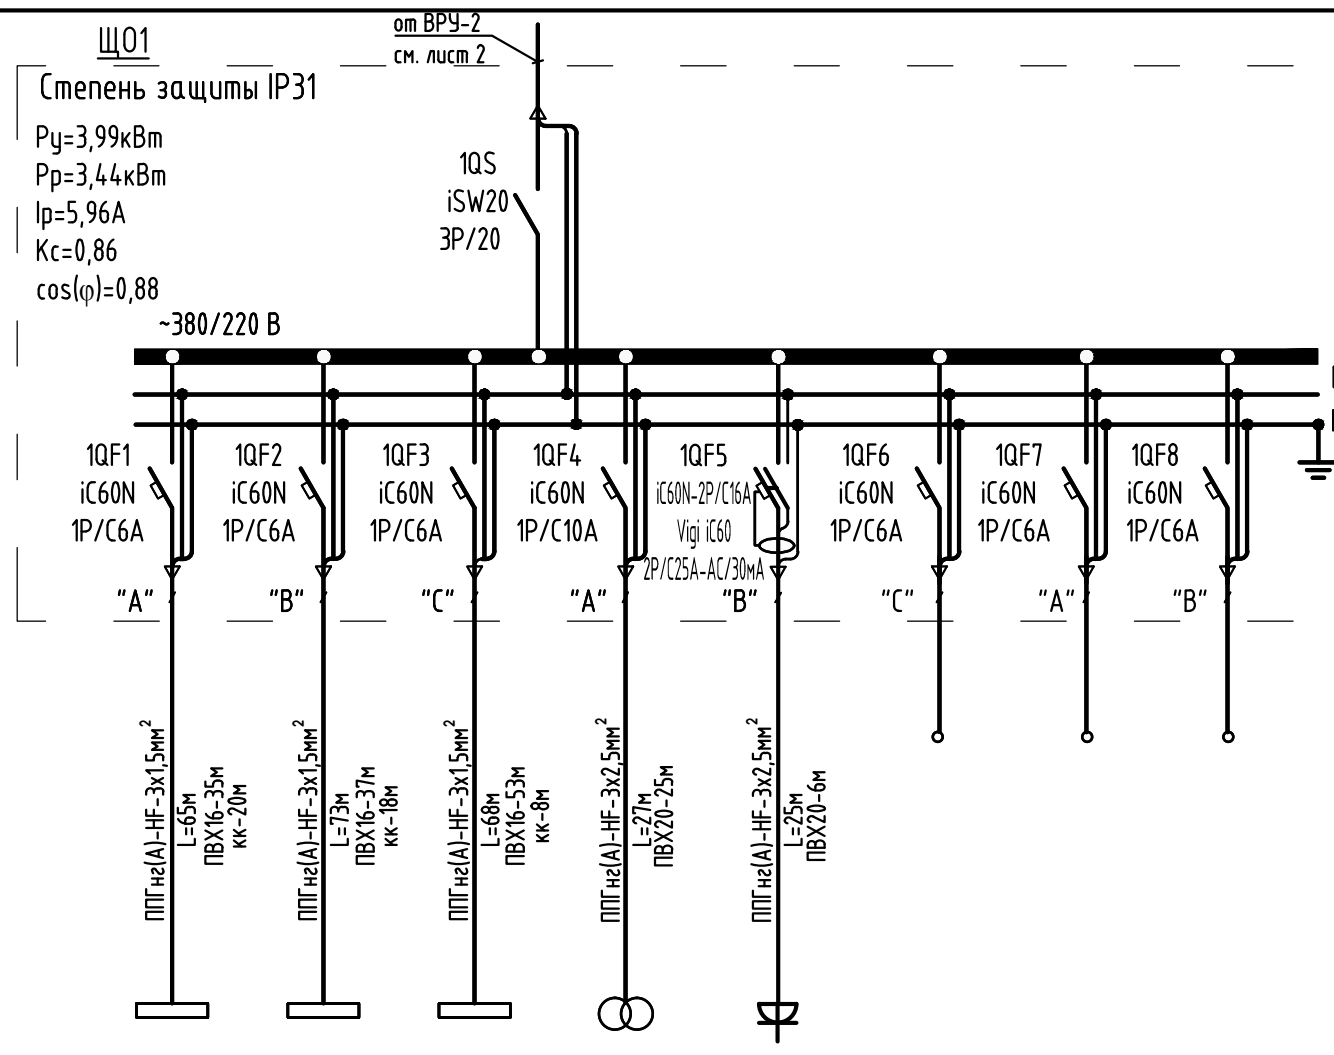 ЩО1
от ВРУ-2
см. лист 2
Степень защиты IP31
Ру=3,99кВт
Рр=3,44кВт
Iр=5,96А
Кс=0,86
cos(φ)=0,88
1QS
iSW20
3P/20
~380/220 В
1QF1
iC60N
1P/C6A
"A"
1QF2
iC60N
1P/C6A
"B"
1QF3
iC60N
1P/C6A
"C"
1QF4
iC60N
1P/C10A
"A"
1QF5
iC60N-2P/C16A
Vigi iC60
2P/C25A-AC/30мА
"B"
1QF6
iC60N
1P/C6A
"C"
1QF7
iC60N
1P/C6A
"A"
1QF8
iC60N
1P/C6A
"B"
ППГнг(А)-HF-3х1,5мм²
L=65м
ПВХ16-35м
кк-20м
ППГнг(А)-HF-3х1,5мм²
L=73м
ПВХ16-37м
кк-18м
ППГнг(А)-HF-3х1,5мм²
L=68м
ПВХ16-53м
кк-8м
ППГнг(А)-HF-3х2,5мм²
L=27м
ПВХ20-25м
ППГнг(А)-HF-3х2,5мм²
L=25м
ПВХ20-6м